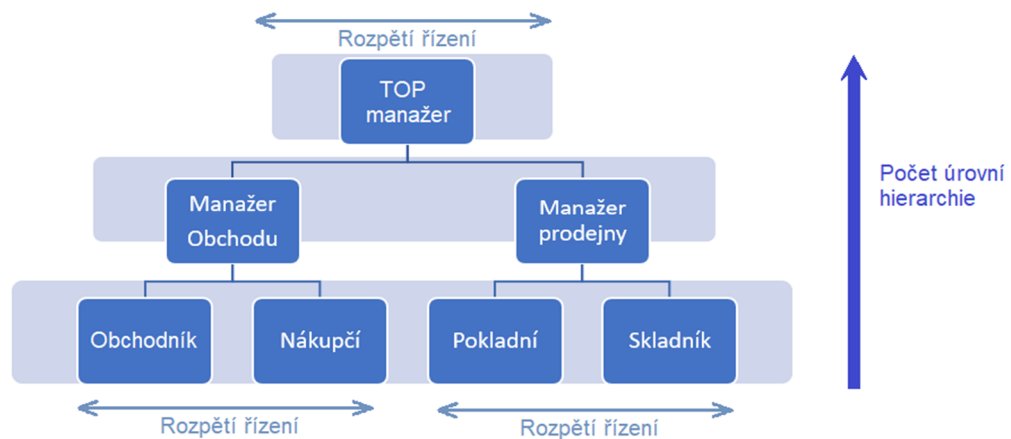 Rozpětí řízení
TOP
manažer
Počet úrovní
hierarchie
Manažer
Obchodu
Manažer
prodejny
Obchodník
Nákupčí
Pokladní
Skladník
Rozpětí řízení
Rozpětí řízení